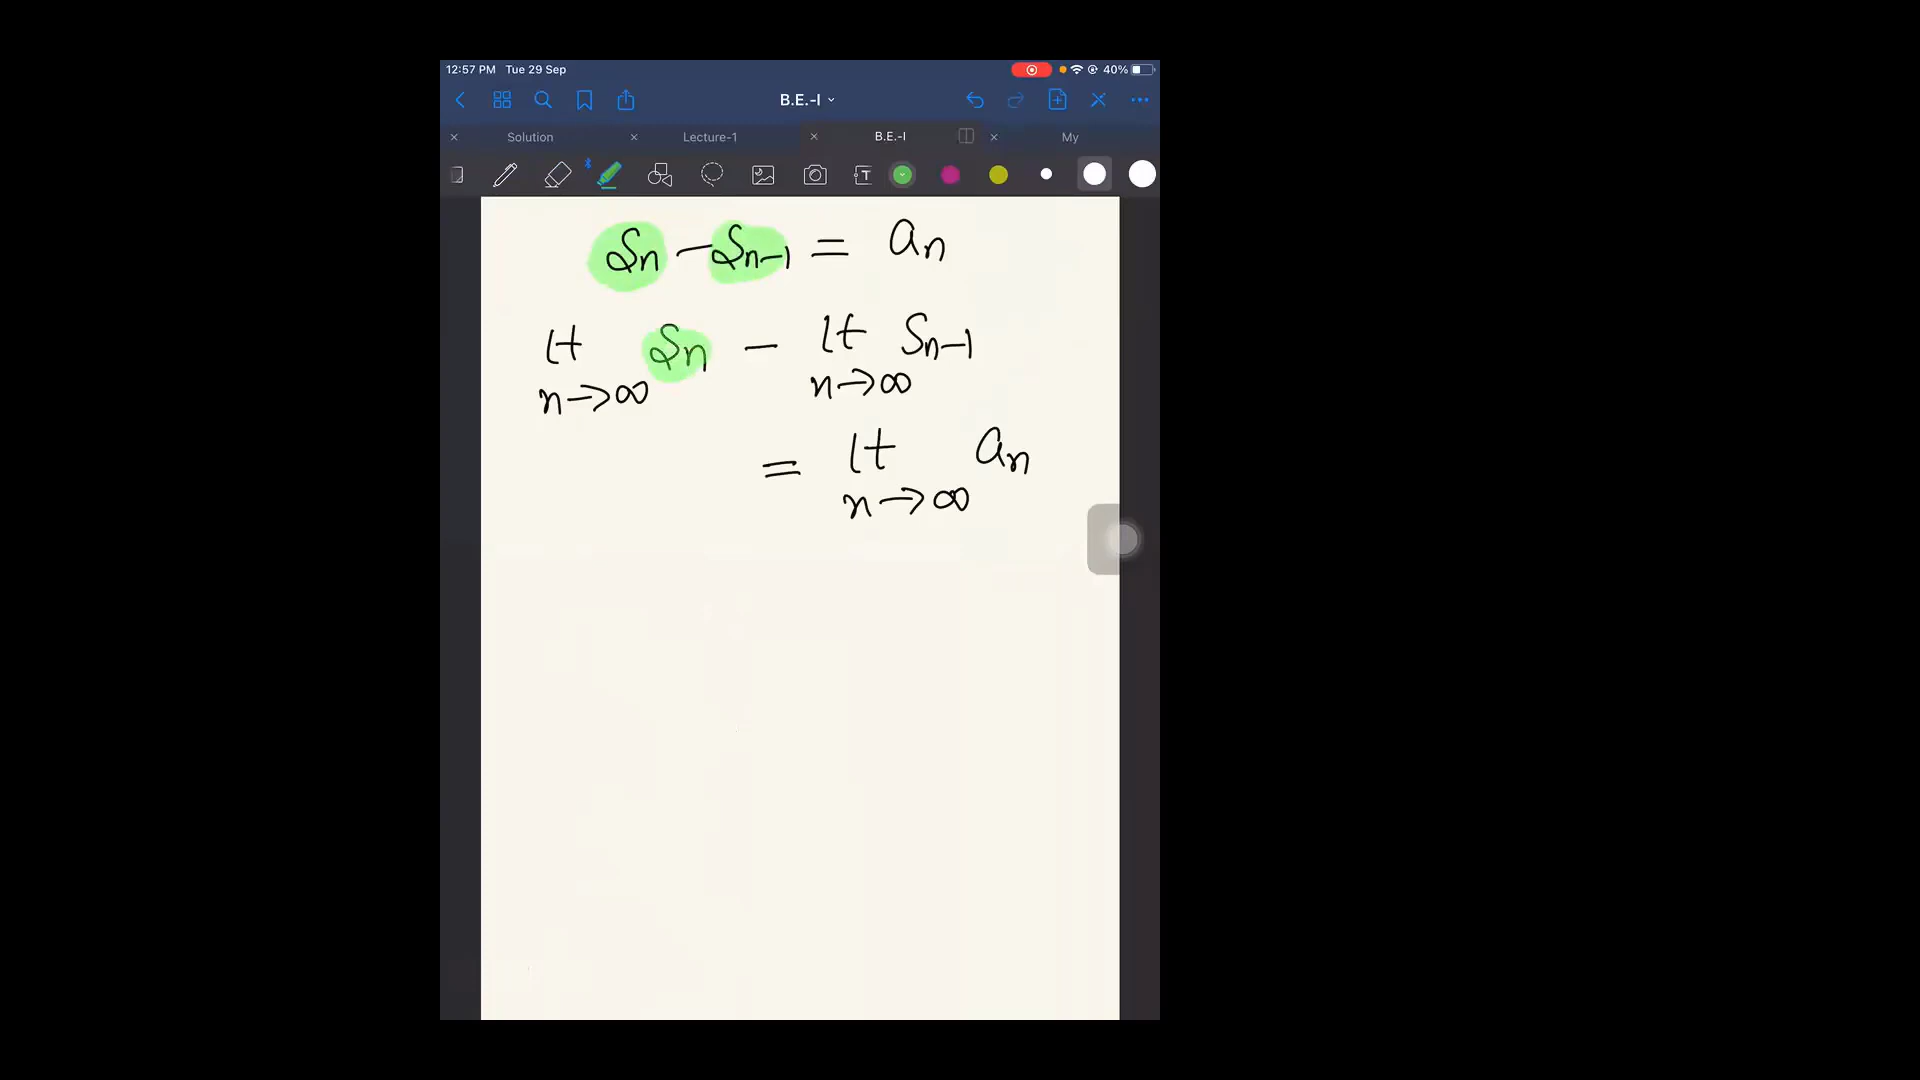 12:57 PM Tue 29 Sep 40%
B.E.-I
Solution Lecture-1 B.E.-I My
T
Sn - Sn-1 = an
lt Sn - lt Sn-1
n→∞ n→∞
= lt an
n→∞